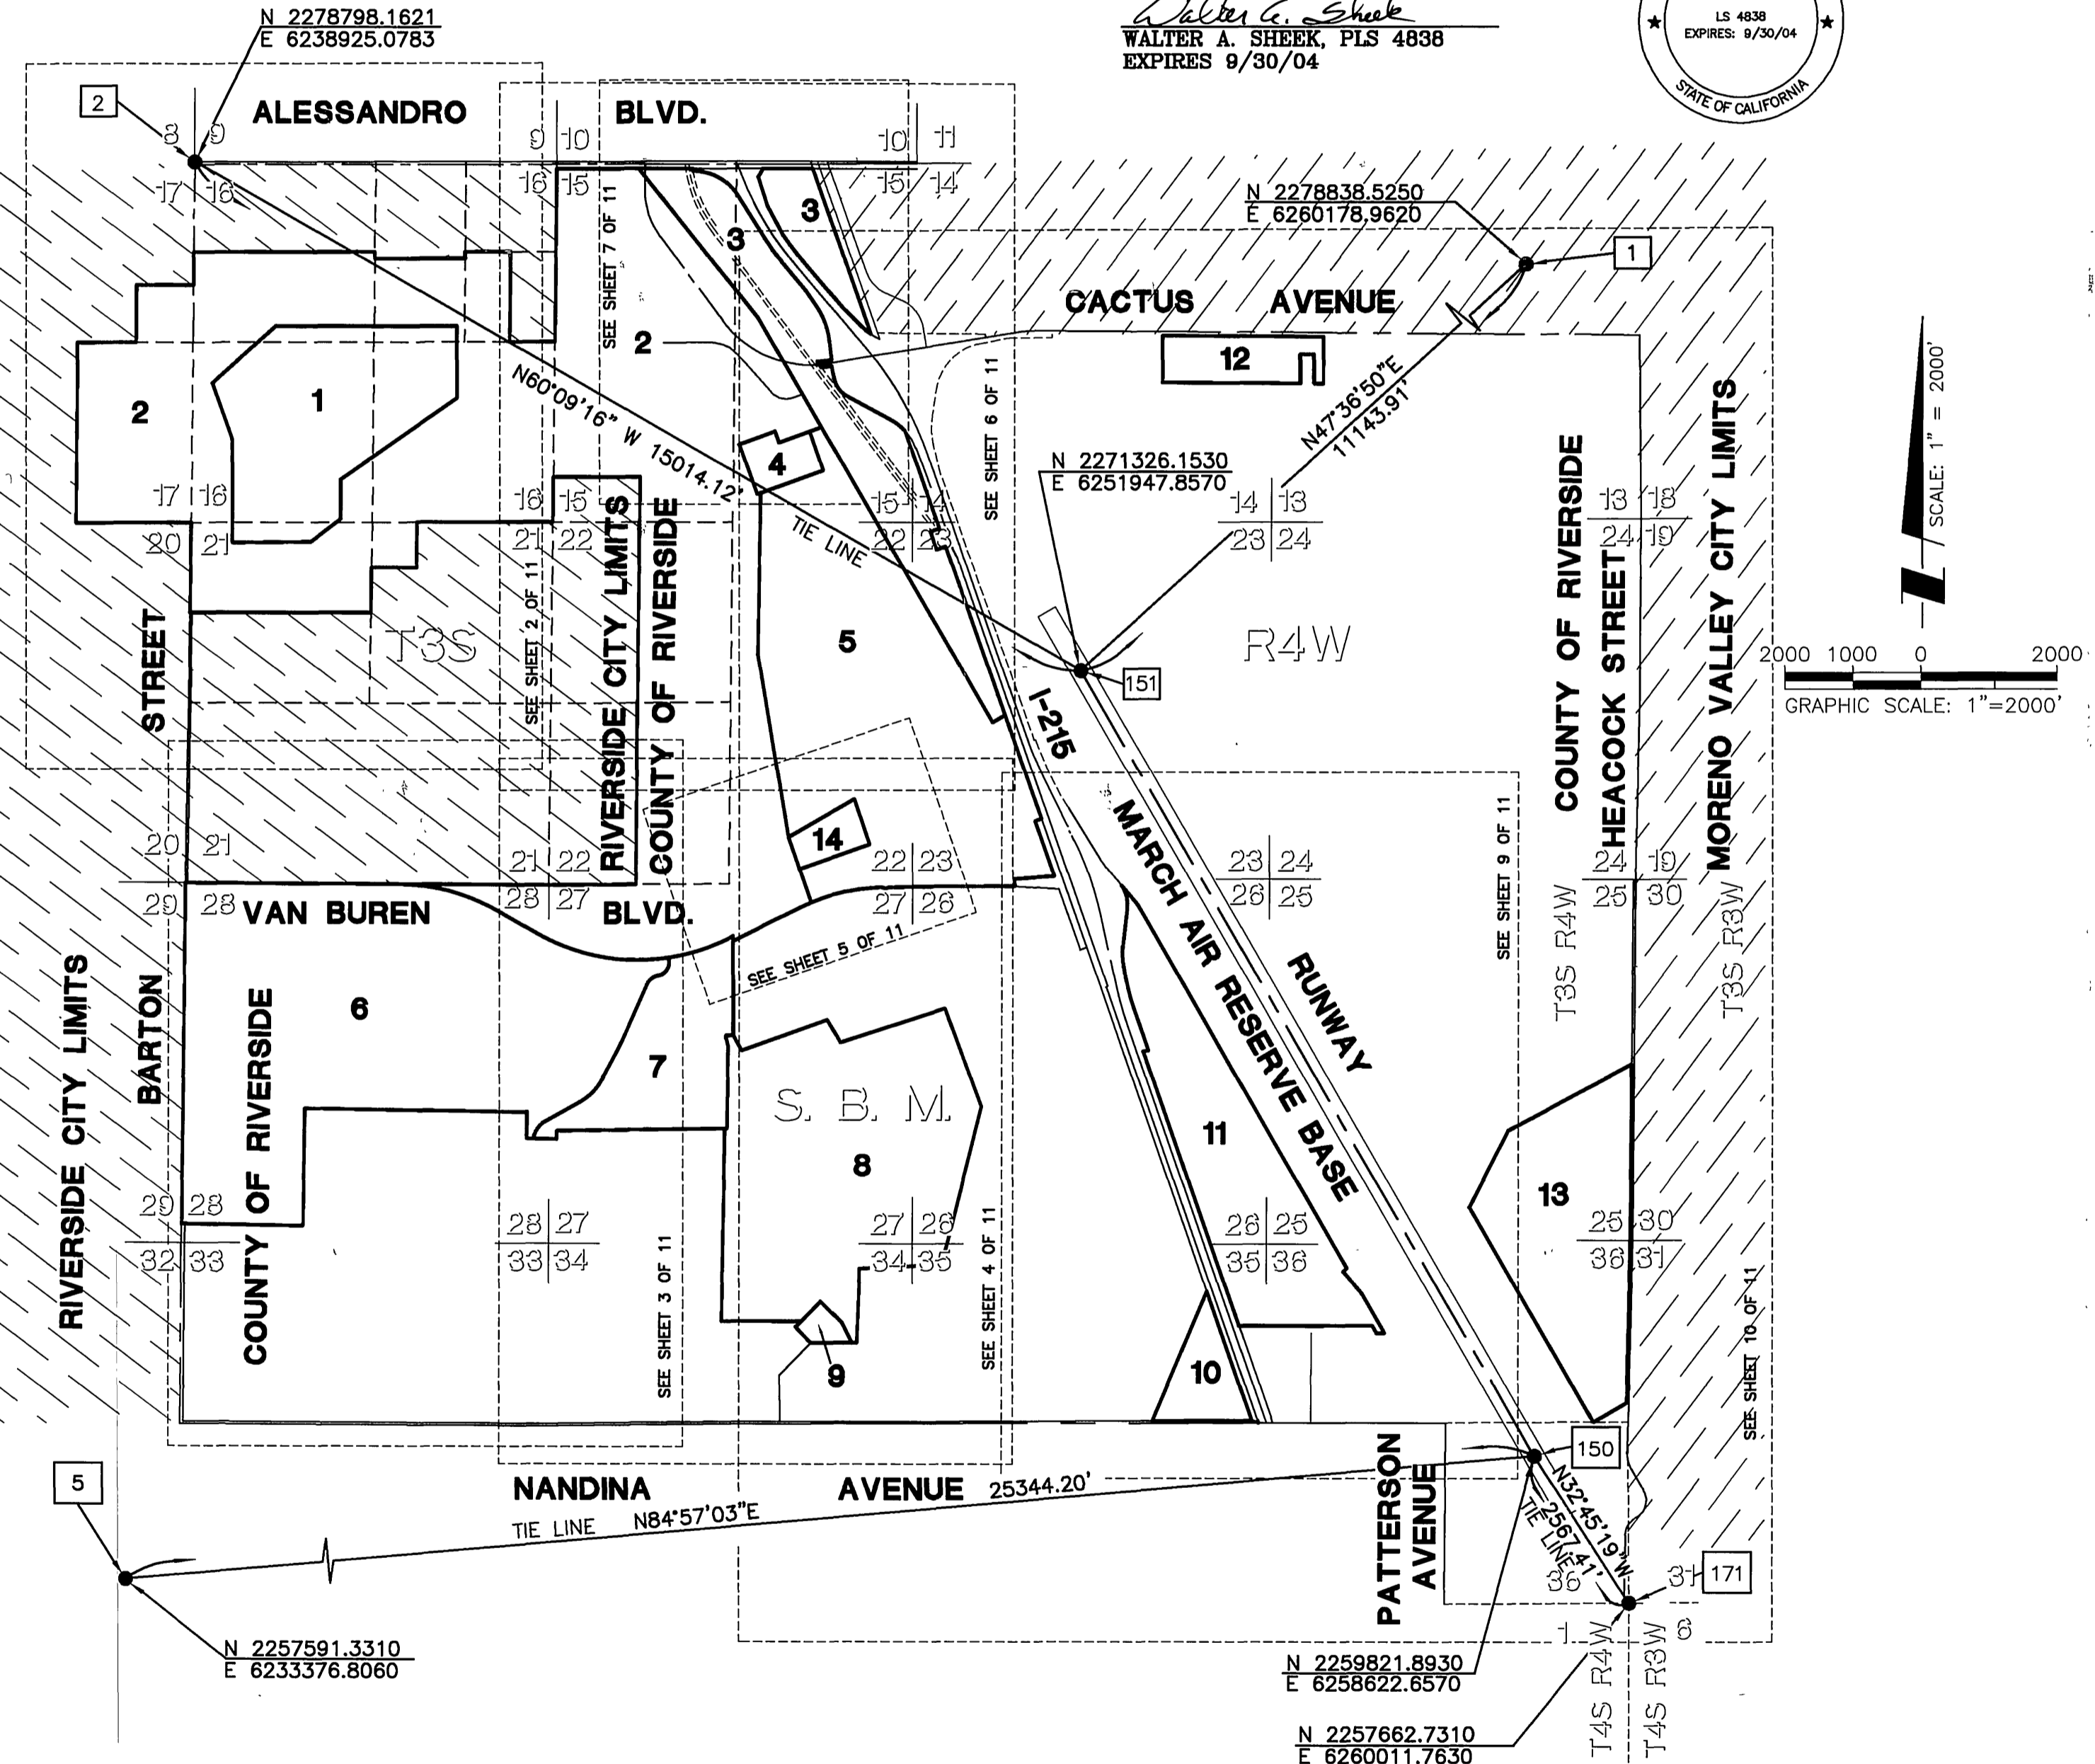 N 2278798.1621
E 6238925.0783
WALTER A. SHEEK, PLS 4838
EXPIRES 9/30/04
LS 4838
EXPIRES: 9/30/04
STATE OF CALIFORNIA
2
ALESSANDRO BLVD.
8 9
9 10
10 11
17 16
16 15
15 14
SEE SHEET 7 OF 11
3
3
N 2278838.5250
E 6260178.9620
1
CACTUS AVENUE
2
12
1
2
N60°09'16" W 15014.12'
TIE LINE
N47°36'50"E
11143.91'
SEE SHEET 6 OF 11
4
N 2271326.1530
E 6251947.8570
17 16
20 21
16 15
21 22
15 14
22 23
14 13
23 24
13 18
24 19
SCALE: 1" = 2000'
2000 1000 0 2000
GRAPHIC SCALE: 1"=2000'
STREET
T3S
SEE SHEET 2 OF 11
RIVERSIDE CITY LIMITS
COUNTY OF RIVERSIDE
5
R4W
151
I-215
COUNTY OF RIVERSIDE
HEACOCK STREET
MORENO VALLEY CITY LIMITS
14
20 21
29 28
21 22
28 27
22 23
27 26
23 24
26 25
24 19
25 30
VAN BUREN BLVD.
SEE SHEET 5 OF 11
MARCH AIR RESERVE BASE
RUNWAY
SEE SHEET 9 OF 11
T3S R4W
T3S R3W
RIVERSIDE CITY LIMITS
BARTON
COUNTY OF RIVERSIDE
6
7
S. B. M.
8
11
13
29 28
32 33
28 27
33 34
27 26
34 35
26 25
35 36
25 30
36 31
SEE SHEET 3 OF 11
SEE SHEET 4 OF 11
SEE SHEET 10 OF 11
9
10
5
NANDINA AVENUE
25344.20'
TIE LINE N84°57'03"E
PATTERSON
AVENUE
150
N32°45'19"W
2567.41'
TIE LINE
36 31
171
1 6
T4S R4W
T4S R3W
N 2257591.3310
E 6233376.8060
N 2259821.8930
E 6258622.6570
N 2257662.7310
E 6260011.7630